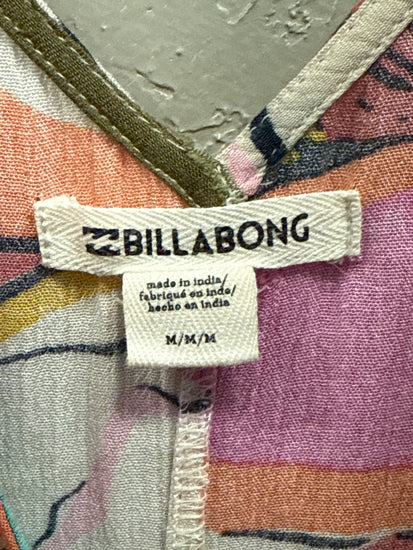 BILLABONG
made in india/
fabriqué en inde/
hecho en india
M/M/M